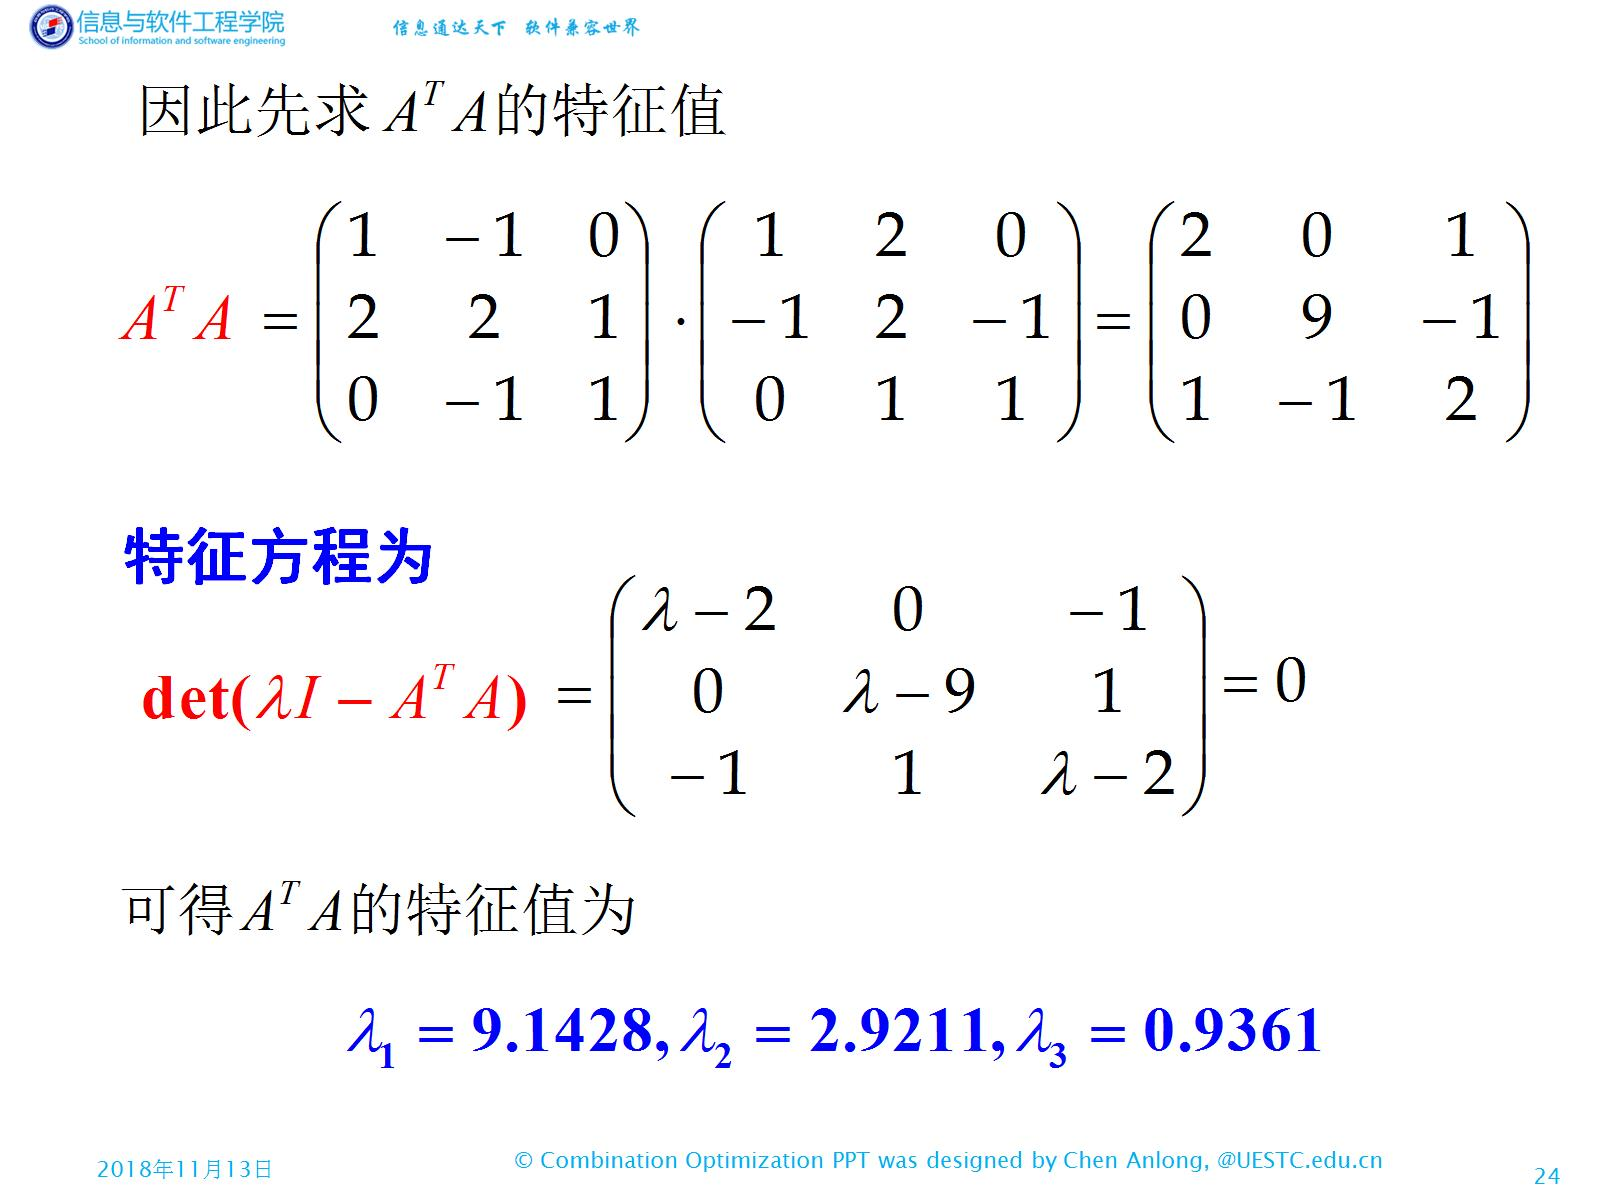 信息与软件工程学院
School of information and software engineering
信息通达天下 软件兼容世界
因此先求 A^T A 的特征值
1 -1 0 1 2 0 2 0 1
A^T A = 2 2 1 · -1 2 -1 = 0 9 -1
0 -1 1 0 1 1 1 -1 2
特征方程为
λ-2 0 -1
det(λI - A^T A) = 0 λ-9 1 = 0
-1 1 λ-2
可得 A^T A 的特征值为
λ₁ = 9.1428, λ₂ = 2.9211, λ₃ = 0.9361
2018年11月13日
© Combination Optimization PPT was designed by Chen Anlong, @UESTC.edu.cn
24